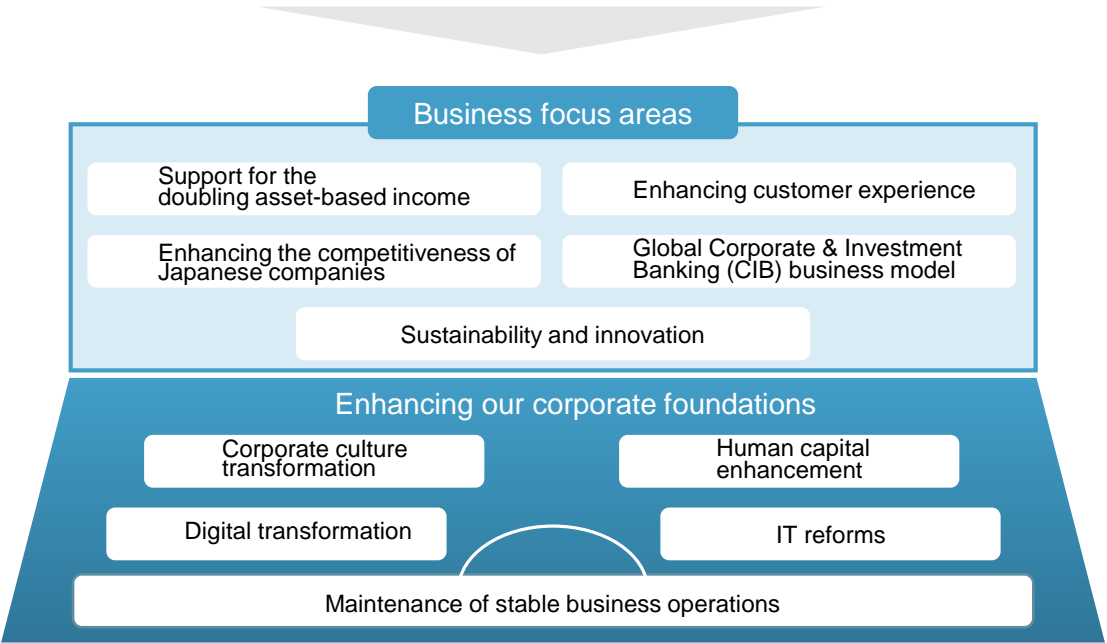 Business focus areas
Support for the
doubling asset-based income
Enhancing customer experience
Enhancing the competitiveness of
Japanese companies
Global Corporate & Investment
Banking (CIB) business model
Sustainability and innovation
Enhancing our corporate foundations
Corporate culture
transformation
Human capital
enhancement
Digital transformation
IT reforms
Maintenance of stable business operations